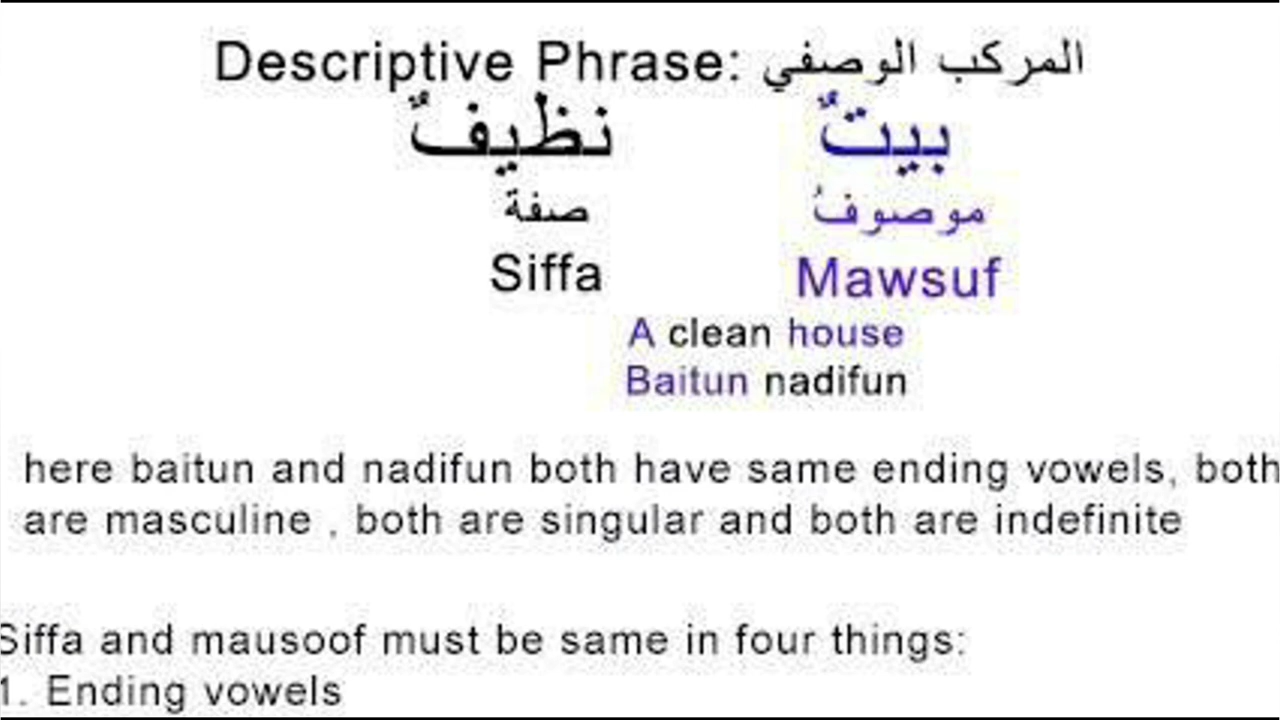 Descriptive Phrase: المركب الوصفي
بيتٌ نظيفٌ
موصوفُ صفة
Siffa Mawsuf
A clean house
Baitun nadifun
here baitun and nadifun both have same ending vowels, both
are masculine , both are singular and both are indefinite
Siffa and mausoof must be same in four things:
1. Ending vowels